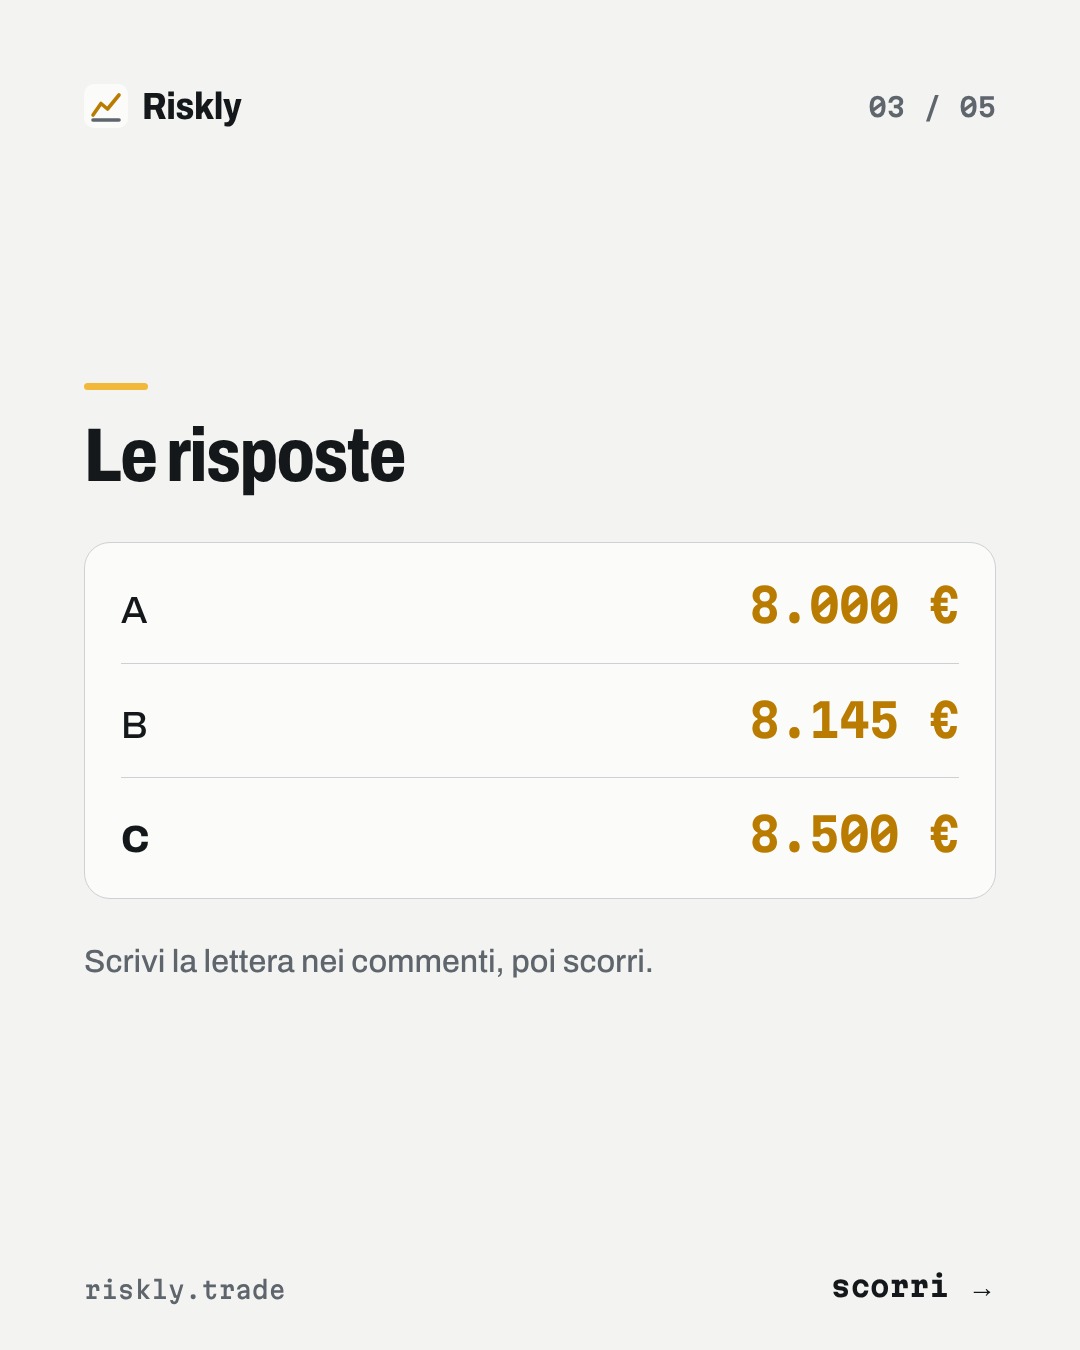 Riskly
03 / 05
Le risposte
A 8.000 €
B 8.145 €
C 8.500 €
Scrivi la lettera nei commenti, poi scorri.
riskly.trade
scorri →